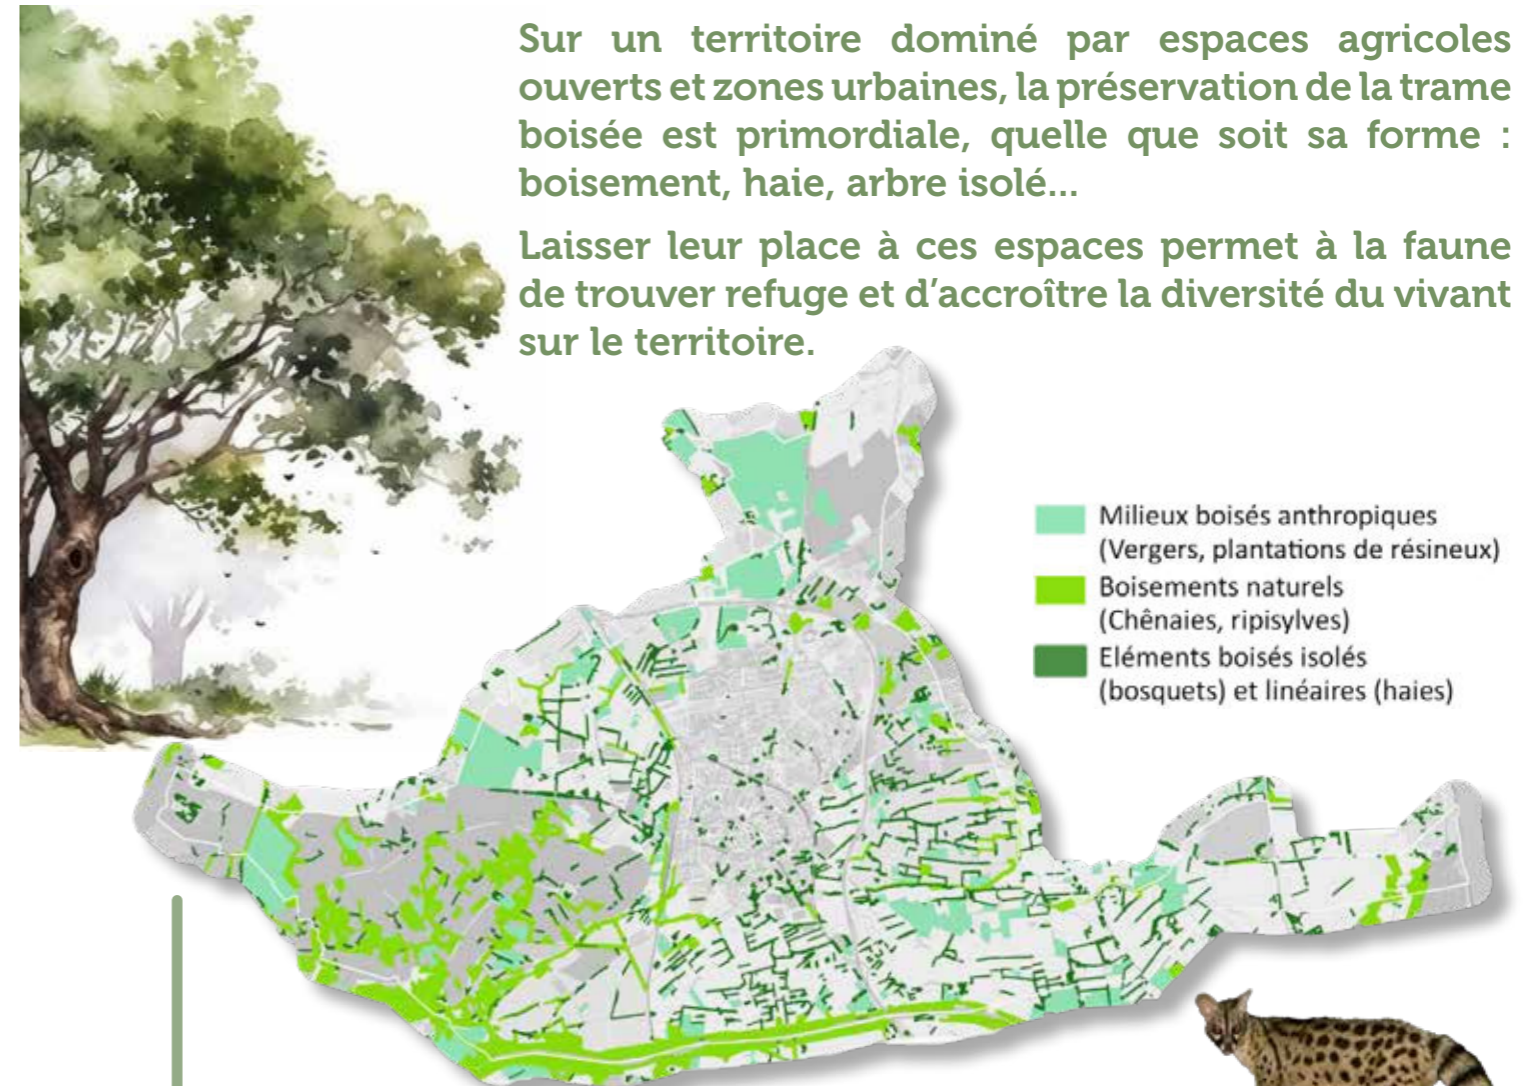 Sur un territoire dominé par espaces agricoles
ouverts et zones urbaines, la préservation de la trame
boisée est primordiale, quelle que soit sa forme :
boisement, haie, arbre isolé...
Laisser leur place à ces espaces permet à la faune
de trouver refuge et d’accroître la diversité du vivant
sur le territoire.
Milieux boisés anthropiques
(Vergers, plantations de résineux)
Boisements naturels
(Chênaies, ripisylves)
Eléments boisés isolés
(bosquets) et linéaires (haies)